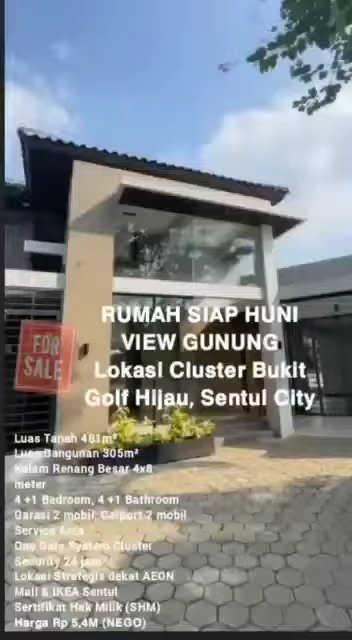 RUMAH SIAP HUNI
VIEW GUNUNG
Lokasi Cluster Bukit
Golf Hijau, Sentul City
FOR
SALE
Luas Tanah 481m²
Luas Bangunan 305m²
Kolam Renang Besar 4x8
meter
4 +1 Bedroom, 4 +1 Bathroom
Garasi 2 mobil, Carport 2 mobil
Service Area
One Gate System Cluster
Security 24 jam
Lokasi Strategis dekat AEON
Mall & IKEA Sentul
Sertifikat Hak Milik (SHM)
Harga Rp 5,4M (NEGO)